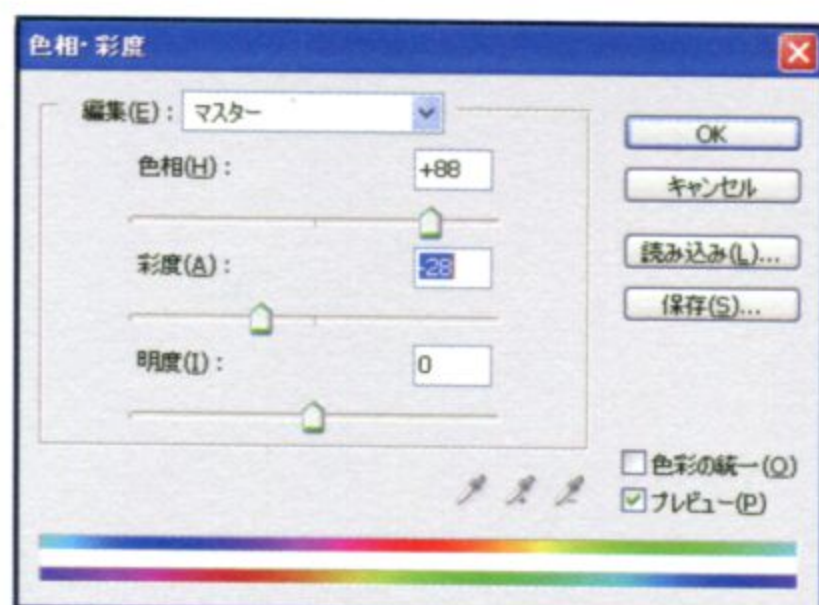 色相・彩度
編集(E): マスター
色相(H): +88
彩度(A): -28
明度(I): 0
OK
キャンセル
読み込み(L)...
保存(S)...
色彩の統一(O)
プレビュー(P)